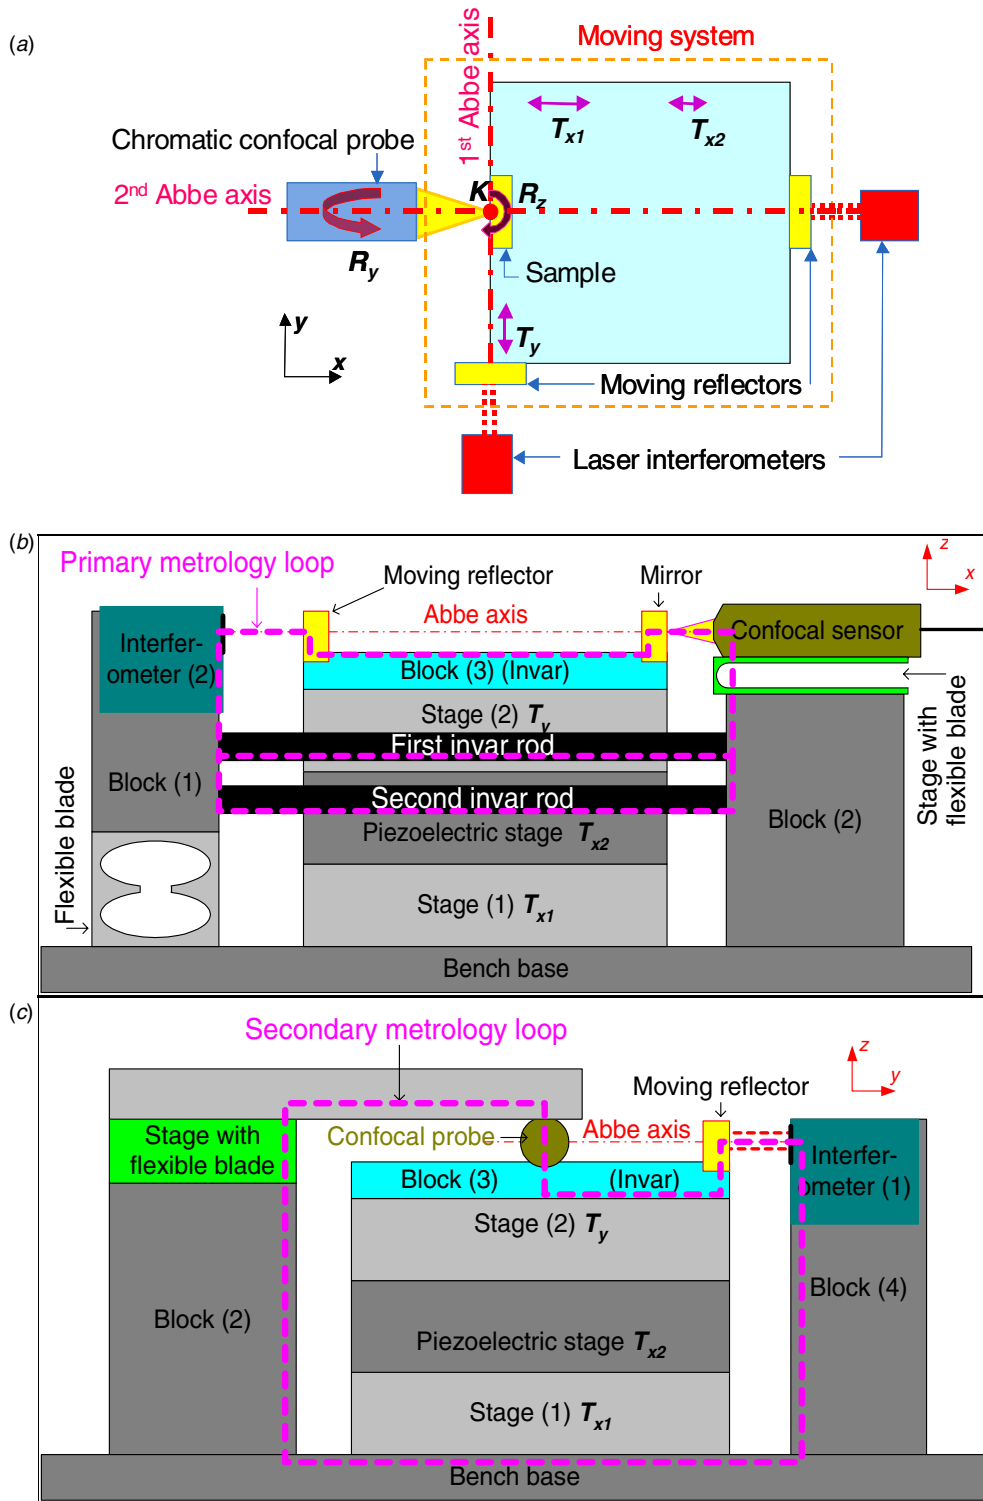 (a)
1st Abbe axis
Moving system
Tx1
Tx2
Chromatic confocal probe
2nd Abbe axis
K
Rz
Ry
Sample
Ty
y
x
Moving reflectors
Laser interferometers
(b)
Primary metrology loop
Moving reflector
Mirror
z
x
Abbe axis
Interfer-
ometer (2)
Confocal sensor
Block (3) (Invar)
Stage (2) Ty
First invar rod
Block (1)
Second invar rod
Piezoelectric stage Tx2
Stage (1) Tx1
Flexible blade
Block (2)
Stage with
flexible blade
Bench base
(c)
Secondary metrology loop
z
y
Moving reflector
Stage with
flexible blade
Confocal probe
Abbe axis
Interfer-
ometer (1)
Block (3) (Invar)
Stage (2) Ty
Block (2)
Block (4)
Piezoelectric stage Tx2
Stage (1) Tx1
Bench base